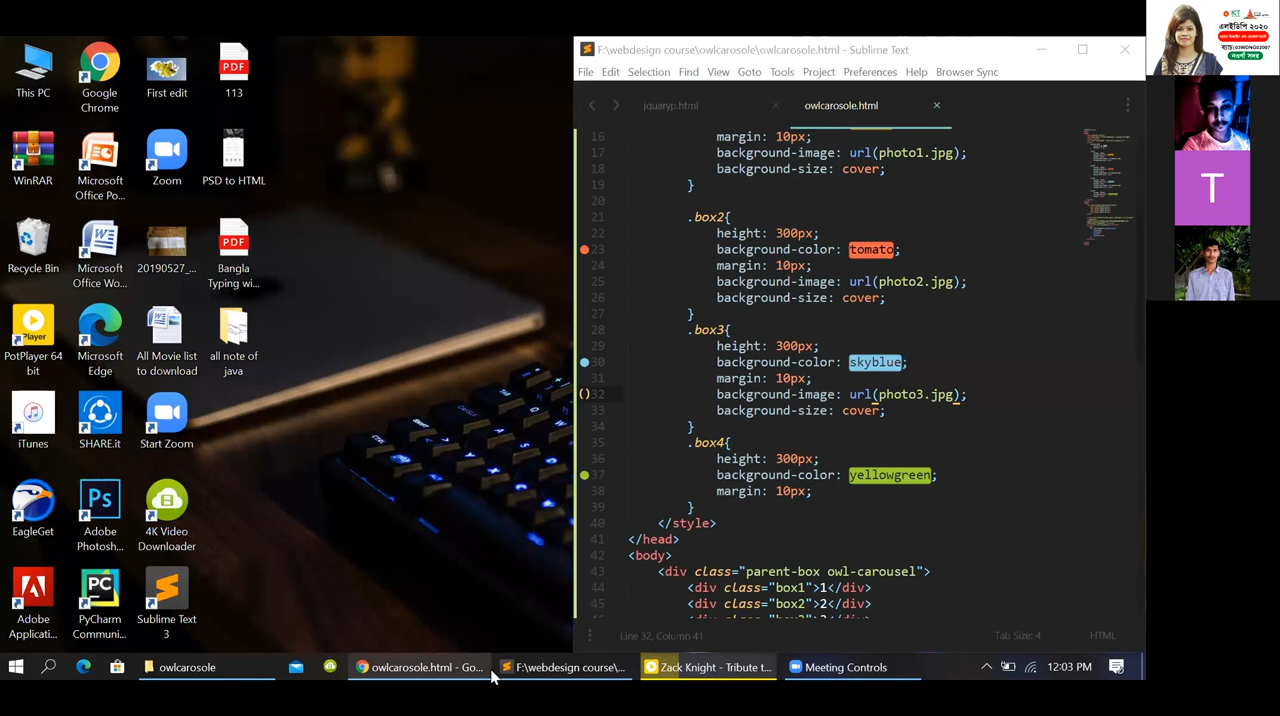 This PC
Google
Chrome
First edit
PDF
113
WinRAR
Microsoft
Office Po...
Zoom
PSD to HTML
Recycle Bin
Microsoft
Office Wo...
20190527_...
PDF
Bangla
Typing wi...
Player
PotPlayer 64
bit
Microsoft
Edge
All Movie list
to download
all note of
java
iTunes
SHARE.it
Start Zoom
EagleGet
Ps
Adobe
Photosh...
4K Video
Downloader
Adobe
Applicati...
PC
PyCharm
Communi...
Sublime Text
3
F:\webdesign course\owlcarosole\owlcarosole.html - Sublime Text
File Edit Selection Find View Goto Tools Project Preferences Help Browser Sync
jquaryp.html
owlcarosole.html
16 margin: 10px;
17 background-image: url(photo1.jpg);
18 background-size: cover;
19 }
20
21 .box2{
22 height: 300px;
23 background-color: tomato;
24 margin: 10px;
25 background-image: url(photo2.jpg);
26 background-size: cover;
27 }
28 .box3{
29 height: 300px;
30 background-color: skyblue;
31 margin: 10px;
32 background-image: url(photo3.jpg);
33 background-size: cover;
34 }
35 .box4{
36 height: 300px;
37 background-color: yellowgreen;
38 margin: 10px;
39 }
40 </style>
41 </head>
42 <body>
43 <div class="parent-box owl-carousel">
44 <div class="box1">1</div>
45 <div class="box2">2</div>
Line 32, Column 41
Tab Size: 4
HTML
owlcarosole
owlcarosole.html - Go...
F:\webdesign course\...
Zack Knight - Tribute t...
Meeting Controls
12:03 PM
ICT
এলইডিপি ২০২০
ব্যাচ:03WDNG02087
নওগাঁ সদর
T